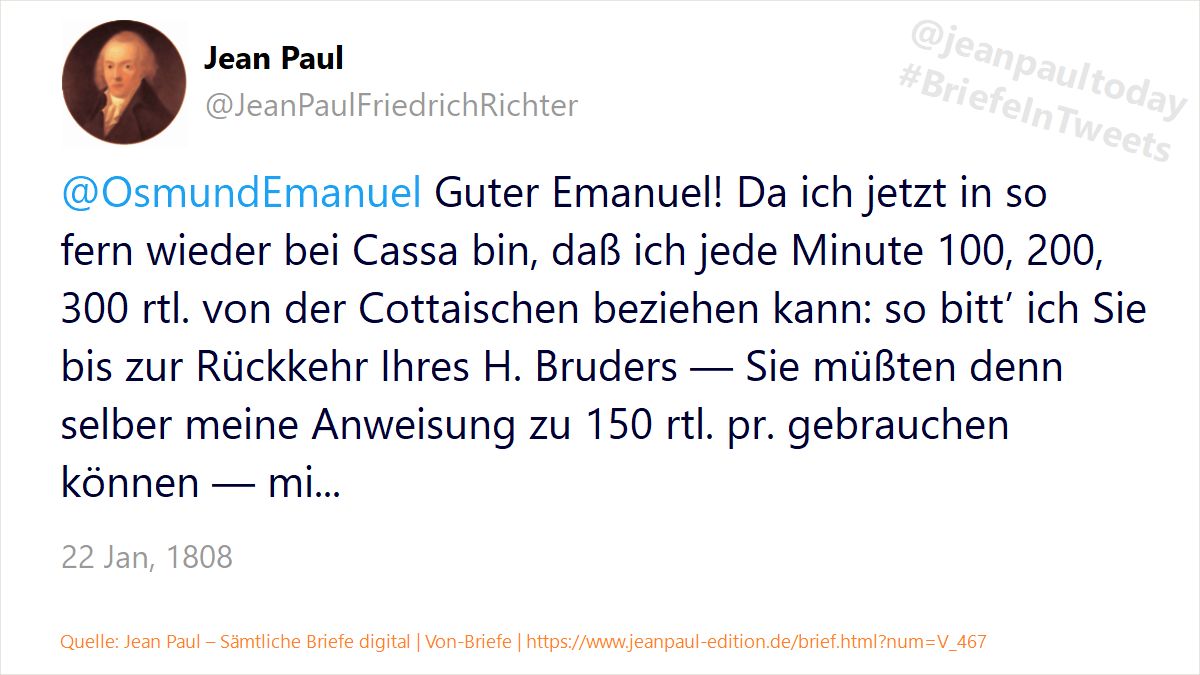 Jean Paul
@JeanPaulFriedrichRichter
@jeanpaultoday
#BriefeInTweets
@OsmundEmanuel Guter Emanuel! Da ich jetzt in so
fern wieder bei Cassa bin, daß ich jede Minute 100, 200,
300 rtl. von der Cottaischen beziehen kann: so bitt’ ich Sie
bis zur Rückkehr Ihres H. Bruders — Sie müßten denn
selber meine Anweisung zu 150 rtl. pr. gebrauchen
können — mi...
22 Jan, 1808
Quelle: Jean Paul – Sämtliche Briefe digital | Von-Briefe | https://www.jeanpaul-edition.de/brief.html?num=V_467